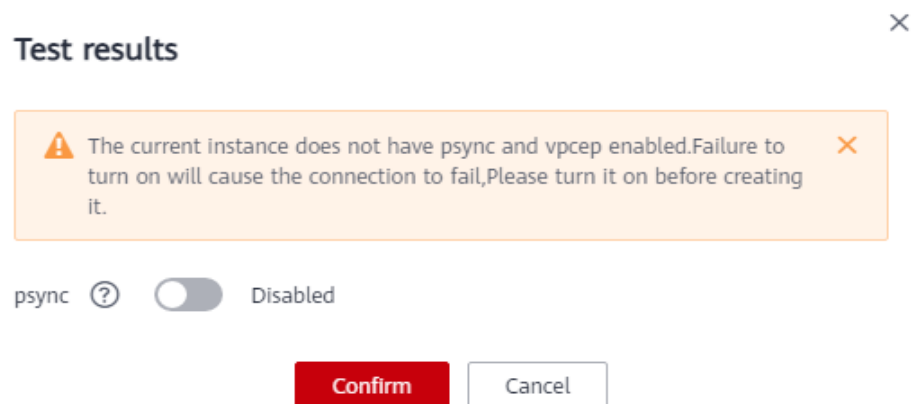 Test results
The current instance does not have psync and vpcep enabled.Failure to
turn on will cause the connection to fail,Please turn it on before creating
it.
psync ? Disabled
Confirm Cancel